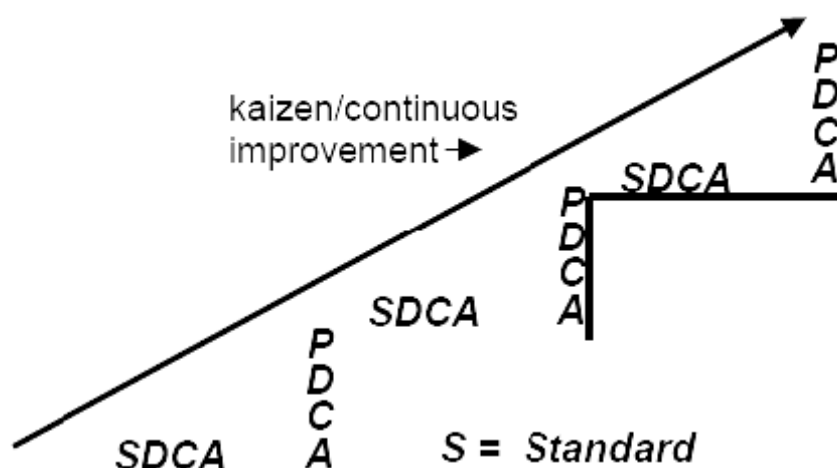 kaizen/continuous
improvement
P
D
C
A
SDCA
P
D
C
A
SDCA
P
D
C
A
SDCA
S = Standard